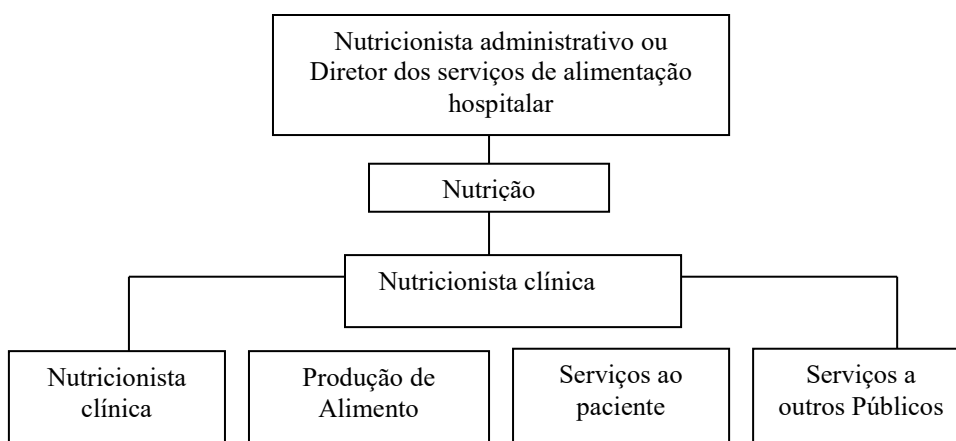 Nutricionista administrativo ou
Diretor dos serviços de alimentação
hospitalar
Nutrição
Nutricionista clínica
Nutricionista
clínica
Produção de
Alimento
Serviços ao
paciente
Serviços a
outros Públicos